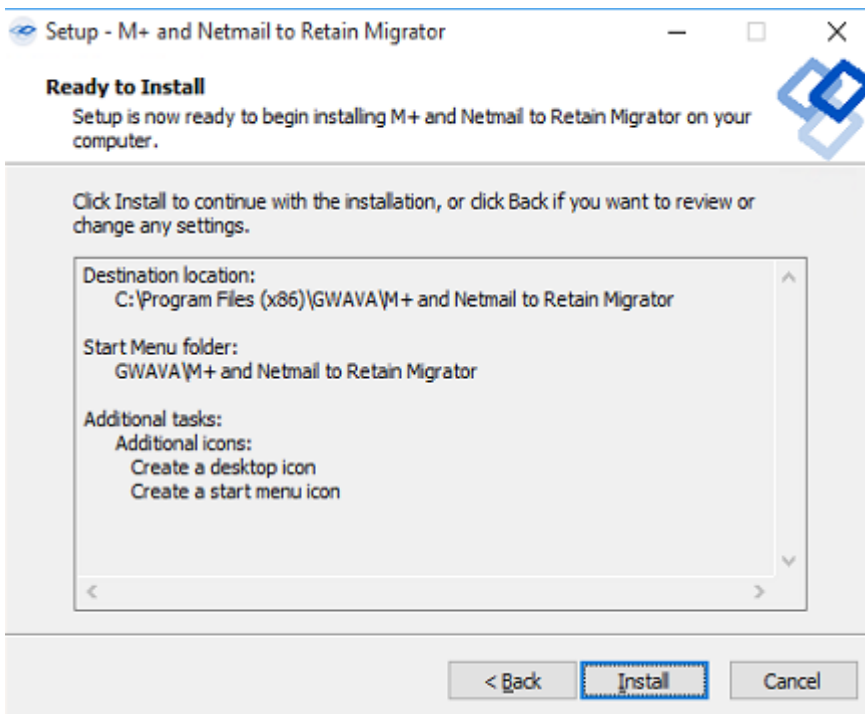 Setup - M+ and Netmail to Retain Migrator
Ready to Install
Setup is now ready to begin installing M+ and Netmail to Retain Migrator on your
computer.
Click Install to continue with the installation, or click Back if you want to review or
change any settings.
Destination location:
C:\Program Files (x86)\GWAVA\M+ and Netmail to Retain Migrator
Start Menu folder:
GWAVA\M+ and Netmail to Retain Migrator
Additional tasks:
Additional icons:
Create a desktop icon
Create a start menu icon
< Back Install Cancel